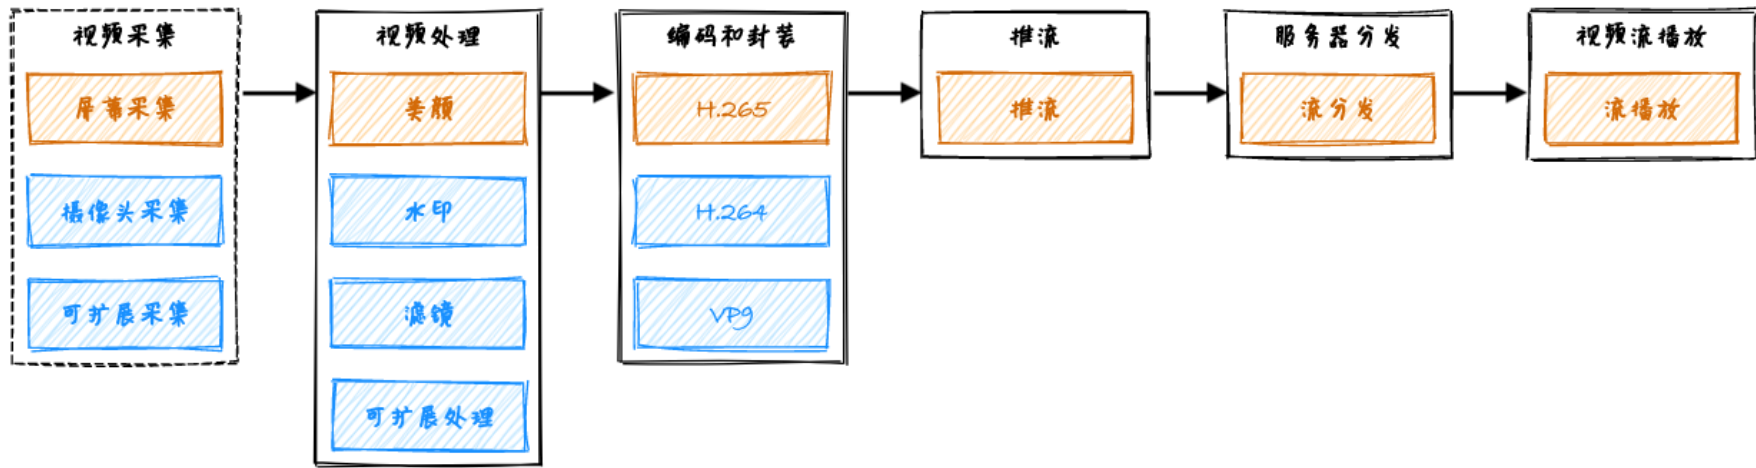 视频采集
屏幕采集
摄像头采集
可扩展采集
视频处理
美颜
水印
滤镜
可扩展处理
编码和封装
H.265
H.264
VP9
推流
推流
服务器分发
流分发
视频流播放
流播放